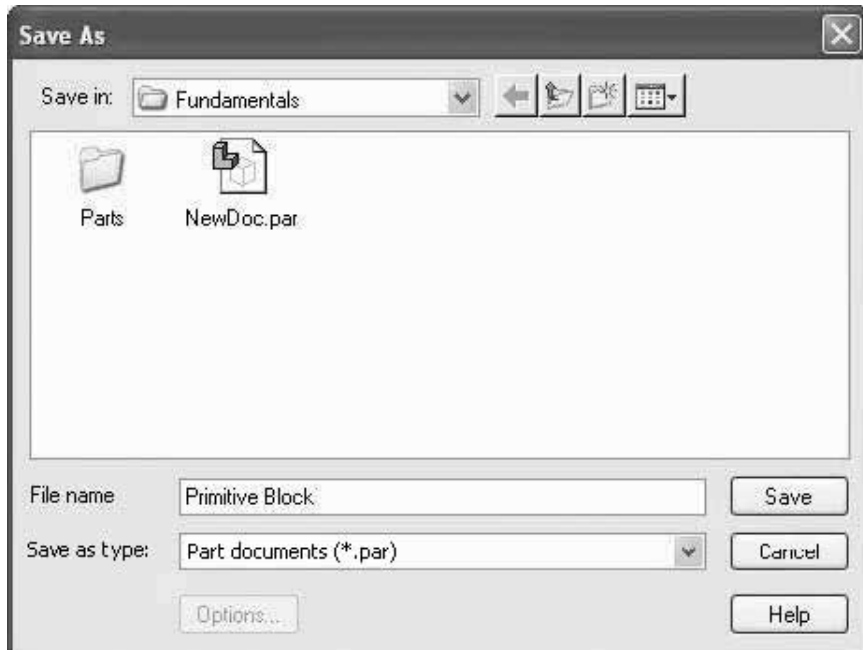 Save As
Save in: Fundamentals
Parts NewDoc.par
File name Primitive Block Save
Save as type: Part documents (*.par) Cancel
Options... Help